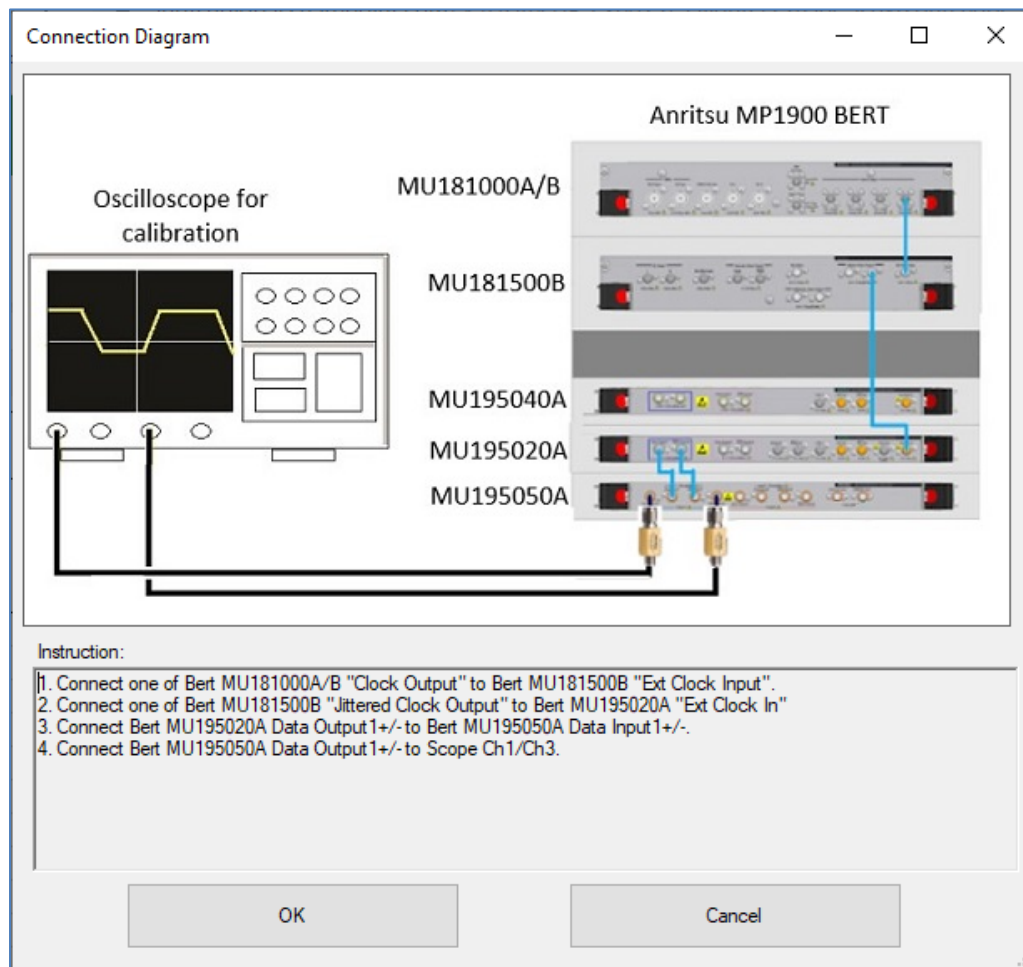 Connection Diagram
Anritsu MP1900 BERT
MU181000A/B
Oscilloscope for
calibration
MU181500B
MU195040A
MU195020A
MU195050A
Instruction:
1. Connect one of Bert MU181000A/B "Clock Output" to Bert MU181500B "Ext Clock Input".
2. Connect one of Bert MU181500B "Jittered Clock Output" to Bert MU195020A "Ext Clock In"
3. Connect Bert MU195020A Data Output1+/- to Bert MU195050A Data Input1+/-.
4. Connect Bert MU195050A Data Output1+/- to Scope Ch1/Ch3.
OK
Cancel